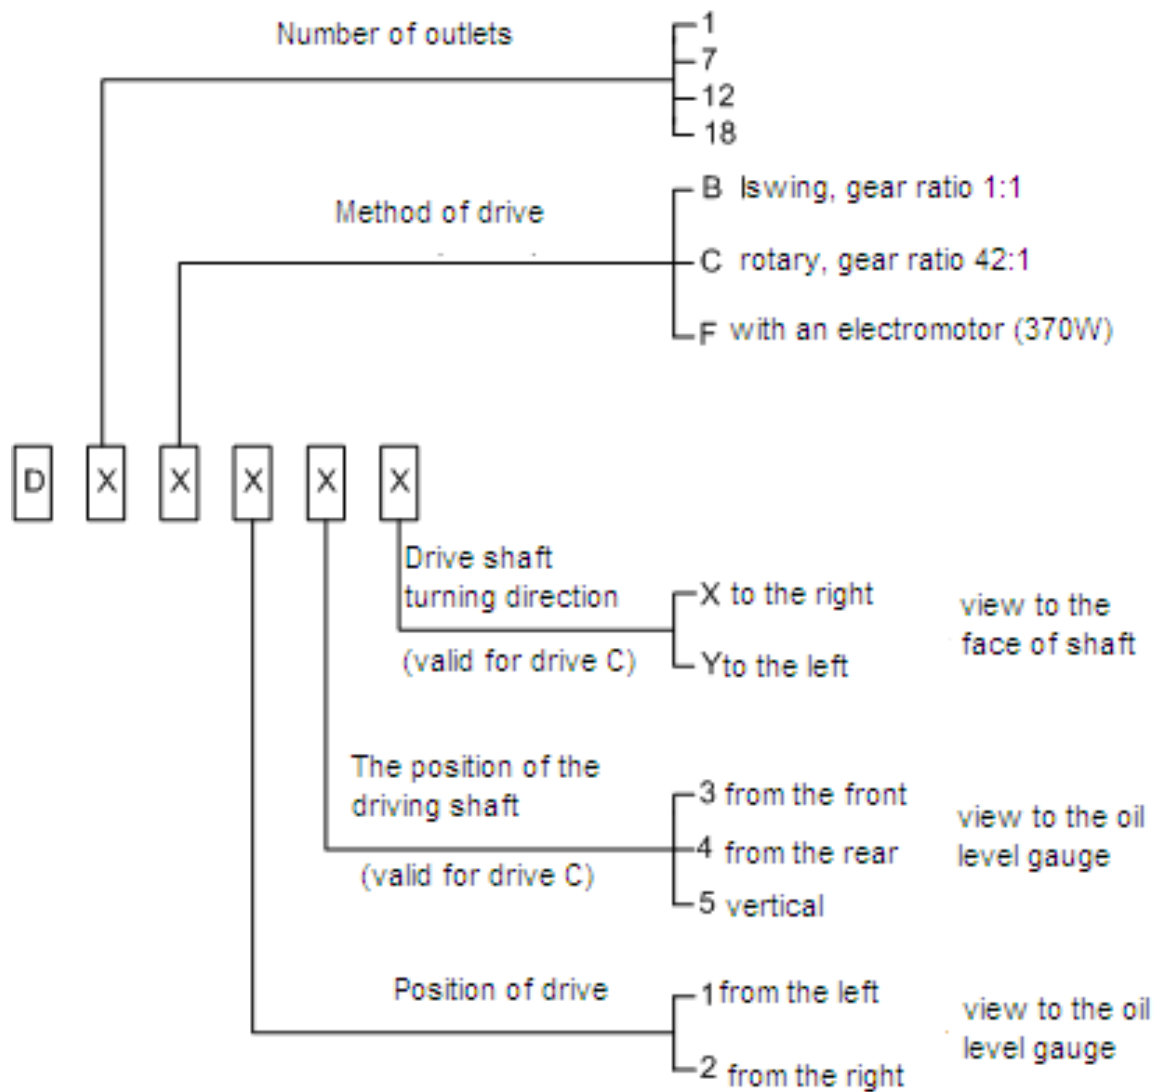 Number of outlets
1
7
12
18
Method of drive
B Iswing, gear ratio 1:1
C rotary, gear ratio 42:1
F with an electromotor (370W)
D X X X X X
Drive shaft
turning direction
(valid for drive C)
X to the right
Y to the left
view to the
face of shaft
The position of the
driving shaft
(valid for drive C)
3 from the front
4 from the rear
5 vertical
view to the oil
level gauge
Position of drive
1 from the left
2 from the right
view to the oil
level gauge